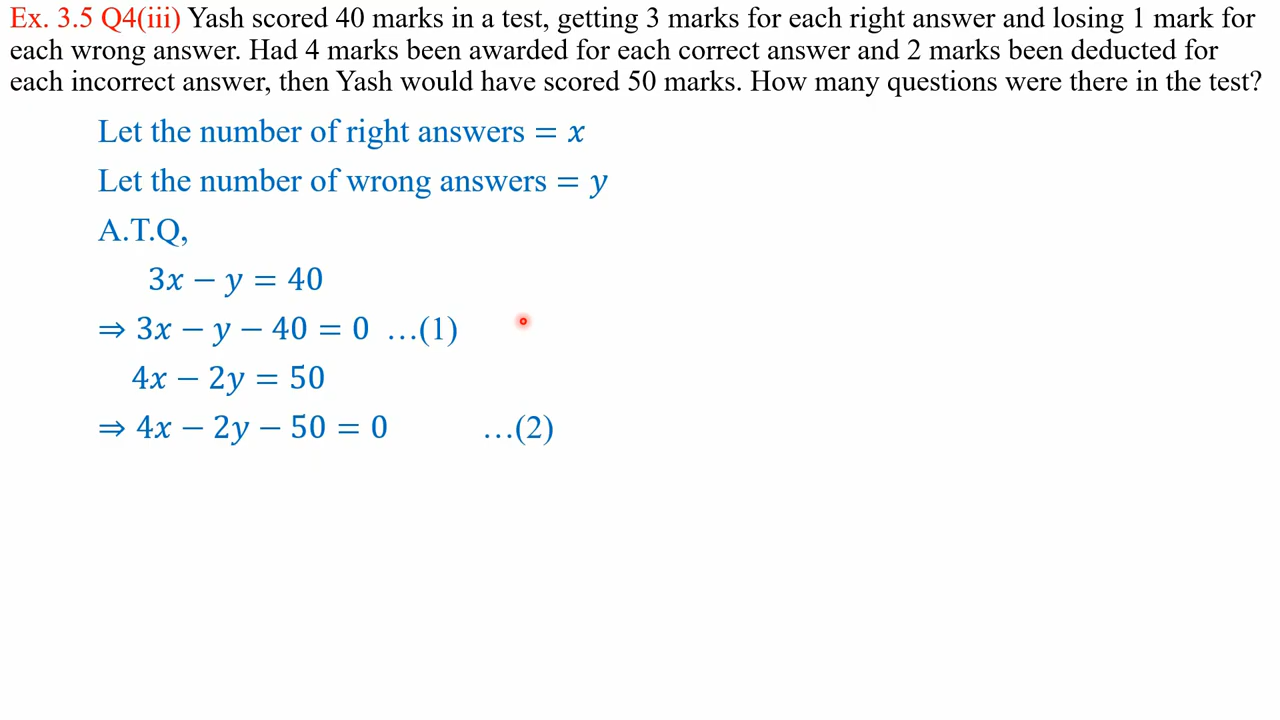 Ex. 3.5 Q4(iii) Yash scored 40 marks in a test, getting 3 marks for each right answer and losing 1 mark for
each wrong answer. Had 4 marks been awarded for each correct answer and 2 marks been deducted for
each incorrect answer, then Yash would have scored 50 marks. How many questions were there in the test?
Let the number of right answers = 𝑥
Let the number of wrong answers = 𝑦
A.T.Q,
3𝑥 − 𝑦 = 40
⇒ 3𝑥 − 𝑦 − 40 = 0 …(1)
4𝑥 − 2𝑦 = 50
⇒ 4𝑥 − 2𝑦 − 50 = 0 …(2)